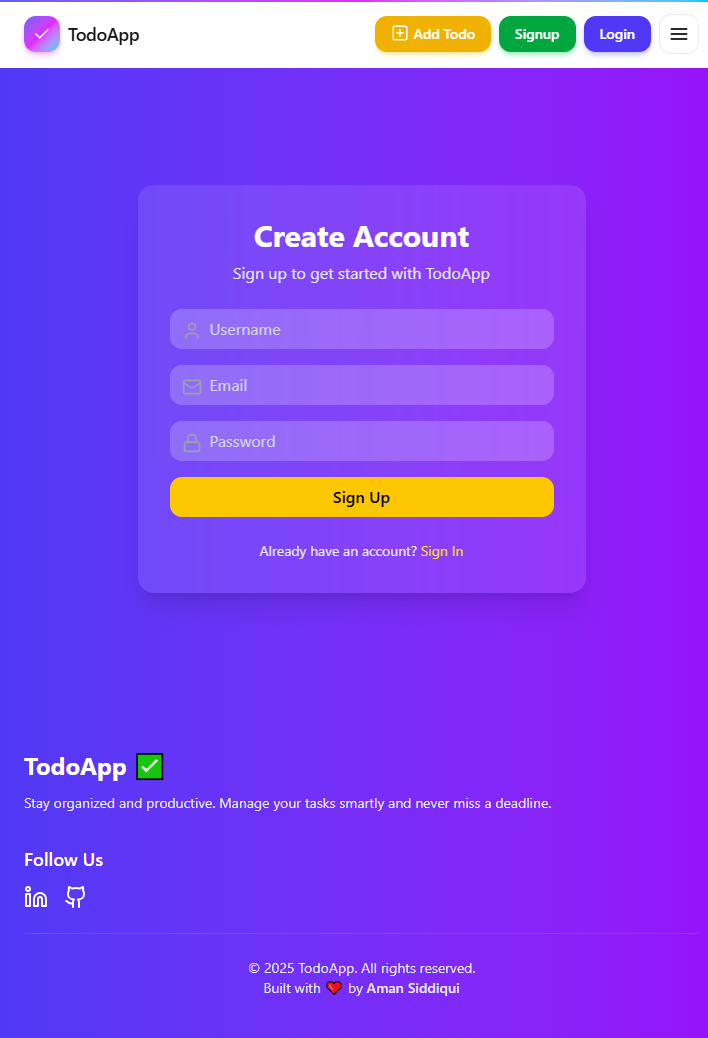 TodoApp
Add Todo
Signup
Login
Create Account
Sign up to get started with TodoApp
Username
Email
Password
Sign Up
Already have an account? Sign In
TodoApp ✅
Stay organized and productive. Manage your tasks smartly and never miss a deadline.
Follow Us
© 2025 TodoApp. All rights reserved.
Built with ❤️ by Aman Siddiqui